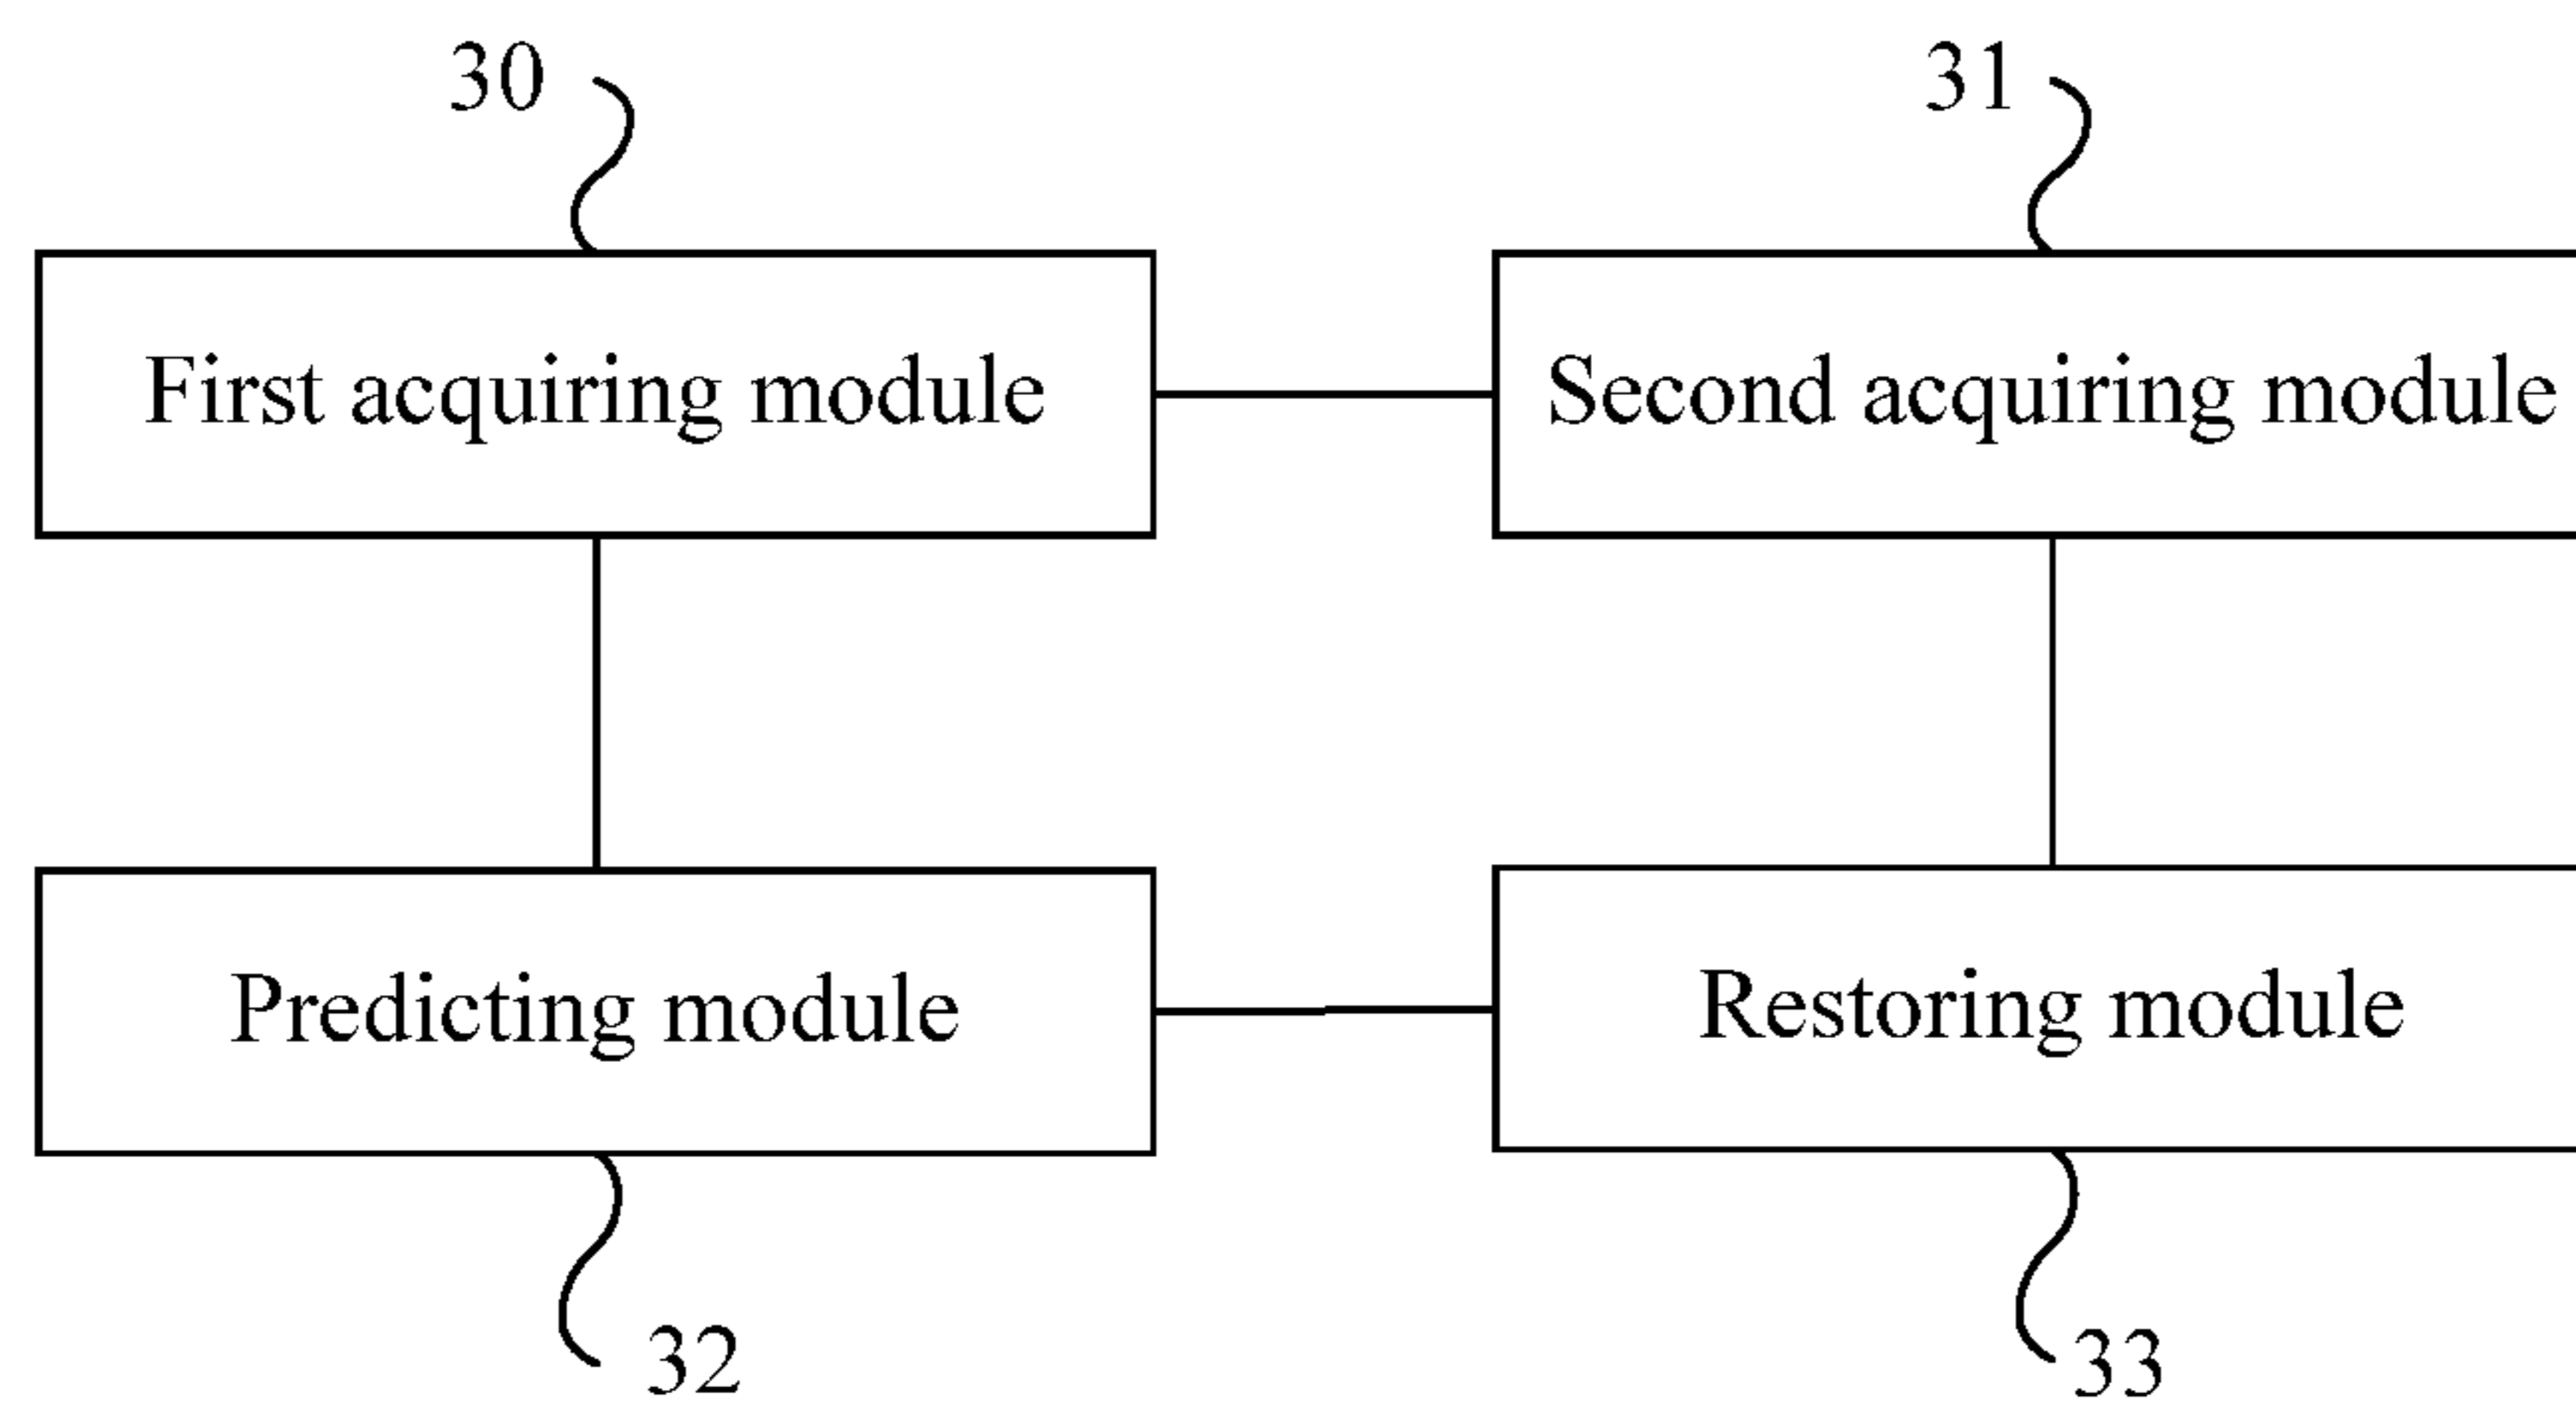 30
31
First acquiring module
Second acquiring module
Predicting module
Restoring module
32
33